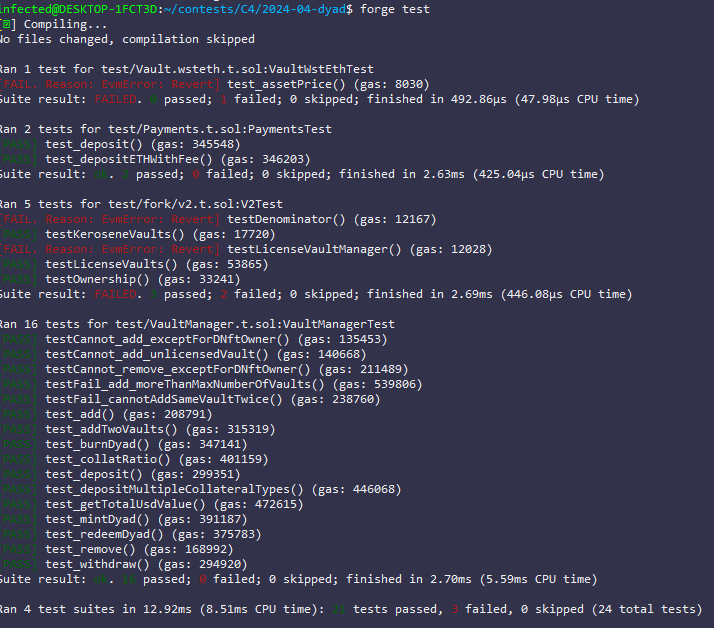 infected@DESKTOP-1FCT3D:~/contests/C4/2024-04-dyad$ forge test
[⠢] Compiling...
No files changed, compilation skipped
Ran 1 test for test/Vault.wsteth.t.sol:VaultWstEthTest
[FAIL. Reason: EvmError: Revert] test_assetPrice() (gas: 8030)
Suite result: FAILED. 0 passed; 1 failed; 0 skipped; finished in 492.86µs (47.98µs CPU time)
Ran 2 tests for test/Payments.t.sol:PaymentsTest
[PASS] test_deposit() (gas: 345548)
[PASS] test_depositETHWithFee() (gas: 346203)
Suite result: ok. 2 passed; 0 failed; 0 skipped; finished in 2.63ms (425.04µs CPU time)
Ran 5 tests for test/fork/v2.t.sol:V2Test
[FAIL. Reason: EvmError: Revert] testDenominator() (gas: 12167)
[PASS] testKeroseneVaults() (gas: 17720)
[FAIL. Reason: EvmError: Revert] testLicenseVaultManager() (gas: 12028)
[PASS] testLicenseVaults() (gas: 53865)
[PASS] testOwnership() (gas: 33241)
Suite result: FAILED. 3 passed; 2 failed; 0 skipped; finished in 2.69ms (446.08µs CPU time)
Ran 16 tests for test/VaultManager.t.sol:VaultManagerTest
[PASS] testCannot_add_exceptForDNftOwner() (gas: 135453)
[PASS] testCannot_add_unlicensedVault() (gas: 140668)
[PASS] testCannot_remove_exceptForDNftOwner() (gas: 211489)
[PASS] testFail_add_moreThanMaxNumberOfVaults() (gas: 539806)
[PASS] testFail_cannotAddSameVaultTwice() (gas: 238760)
[PASS] test_add() (gas: 208791)
[PASS] test_addTwoVaults() (gas: 315319)
[PASS] test_burnDyad() (gas: 347141)
[PASS] test_collatRatio() (gas: 401159)
[PASS] test_deposit() (gas: 299351)
[PASS] test_depositMultipleCollateralTypes() (gas: 446068)
[PASS] test_getTotalUsdValue() (gas: 472615)
[PASS] test_mintDyad() (gas: 391187)
[PASS] test_redeemDyad() (gas: 375783)
[PASS] test_remove() (gas: 168992)
[PASS] test_withdraw() (gas: 294920)
Suite result: ok. 16 passed; 0 failed; 0 skipped; finished in 2.70ms (5.59ms CPU time)
Ran 4 test suites in 12.92ms (8.51ms CPU time): 21 tests passed, 3 failed, 0 skipped (24 total tests)